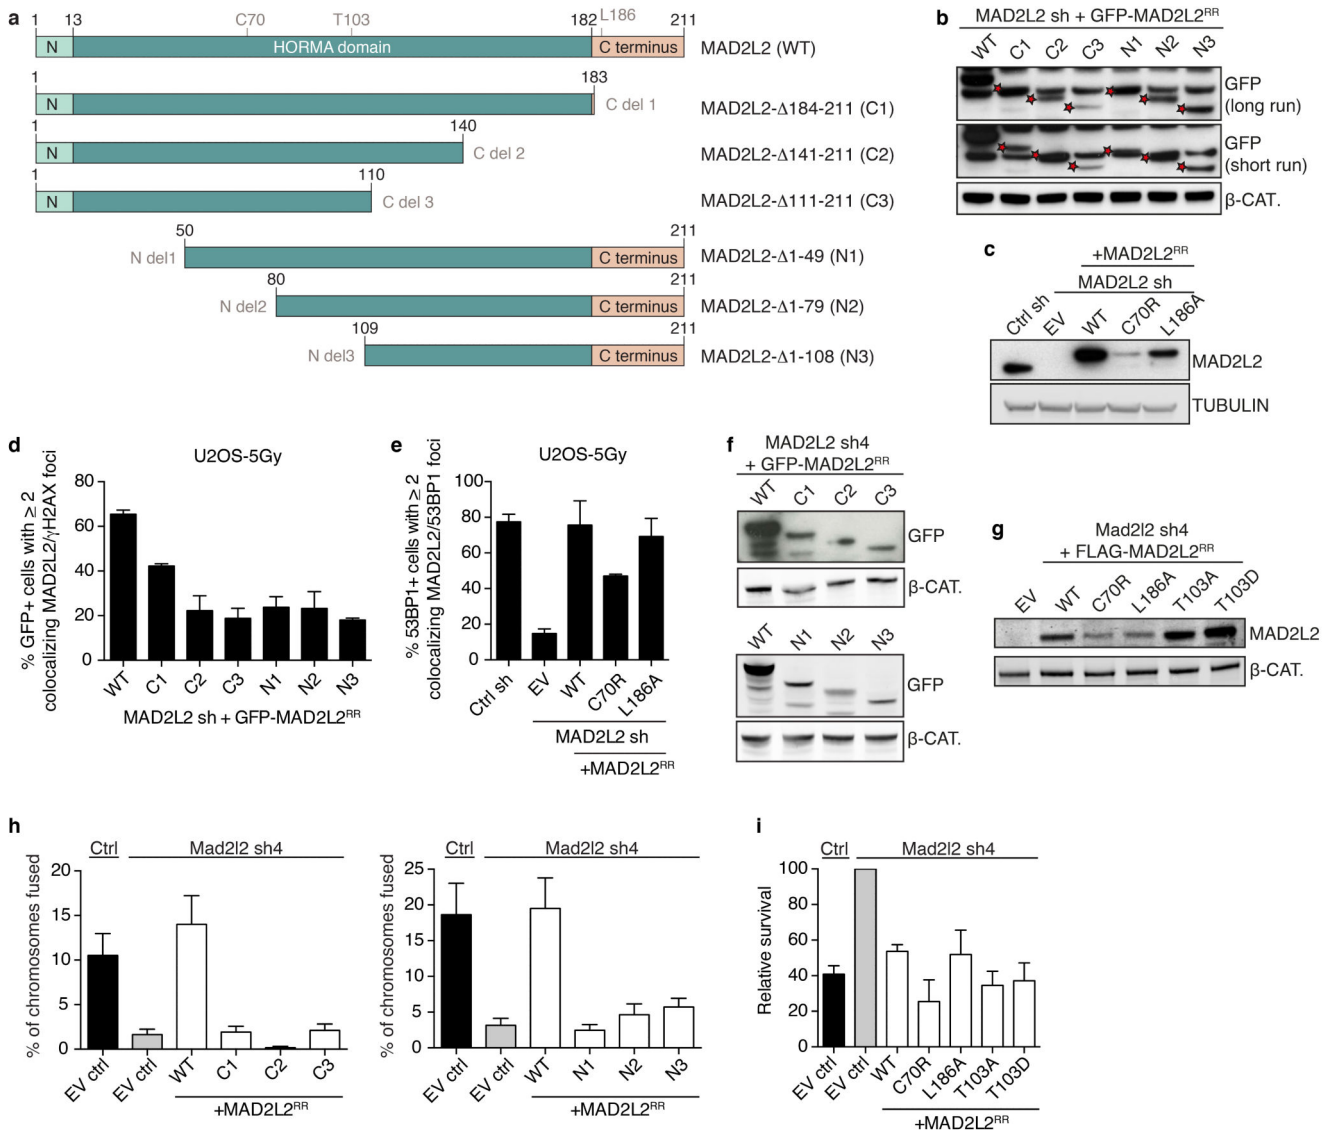 a
1 13 C70 T103 182 L186 211
N HORMA domain C terminus MAD2L2 (WT)
1 183
N C del 1 MAD2L2-Δ184-211 (C1)
1 140
N C del 2 MAD2L2-Δ141-211 (C2)
1 110
N C del 3 MAD2L2-Δ111-211 (C3)
50 211
N del1 C terminus MAD2L2-Δ1-49 (N1)
80 211
N del2 C terminus MAD2L2-Δ1-79 (N2)
109 211
N del3 C terminus MAD2L2-Δ1-108 (N3)
b
MAD2L2 sh + GFP-MAD2L2RR
WT C1 C2 C3 N1 N2 N3
GFP
(long run)
GFP
(short run)
β-CAT.
c
+MAD2L2RR
MAD2L2 sh
Ctrl sh EV WT C70R L186A
MAD2L2
TUBULIN
d
U2OS-5Gy
% GFP+ cells with ≥ 2
colocalizing MAD2L2/γH2AX foci
80
60
40
20
0
WT C1 C2 C3 N1 N2 N3
MAD2L2 sh + GFP-MAD2L2RR
e
U2OS-5Gy
% 53BP1+ cells with ≥ 2
colocalizing MAD2L2/53BP1 foci
100
80
60
40
20
0
Ctrl sh EV WT C70R L186A
MAD2L2 sh
+MAD2L2RR
f
MAD2L2 sh4
+ GFP-MAD2L2RR
WT C1 C2 C3
GFP
β-CAT.
WT N1 N2 N3
GFP
β-CAT.
g
Mad2l2 sh4
+ FLAG-MAD2L2RR
EV WT C70R L186A T103A T103D
MAD2L2
β-CAT.
h
Ctrl Mad2l2 sh4
% of chromosomes fused
20
15
10
5
0
EV ctrl EV ctrl WT C1 C2 C3
+MAD2L2RR
Ctrl Mad2l2 sh4
% of chromosomes fused
25
20
15
10
5
0
EV ctrl EV ctrl WT N1 N2 N3
+MAD2L2RR
i
Ctrl Mad2l2 sh4
Relative survival
100
80
60
40
20
0
EV ctrl EV ctrl WT C70R L186A T103A T103D
+MAD2L2RR